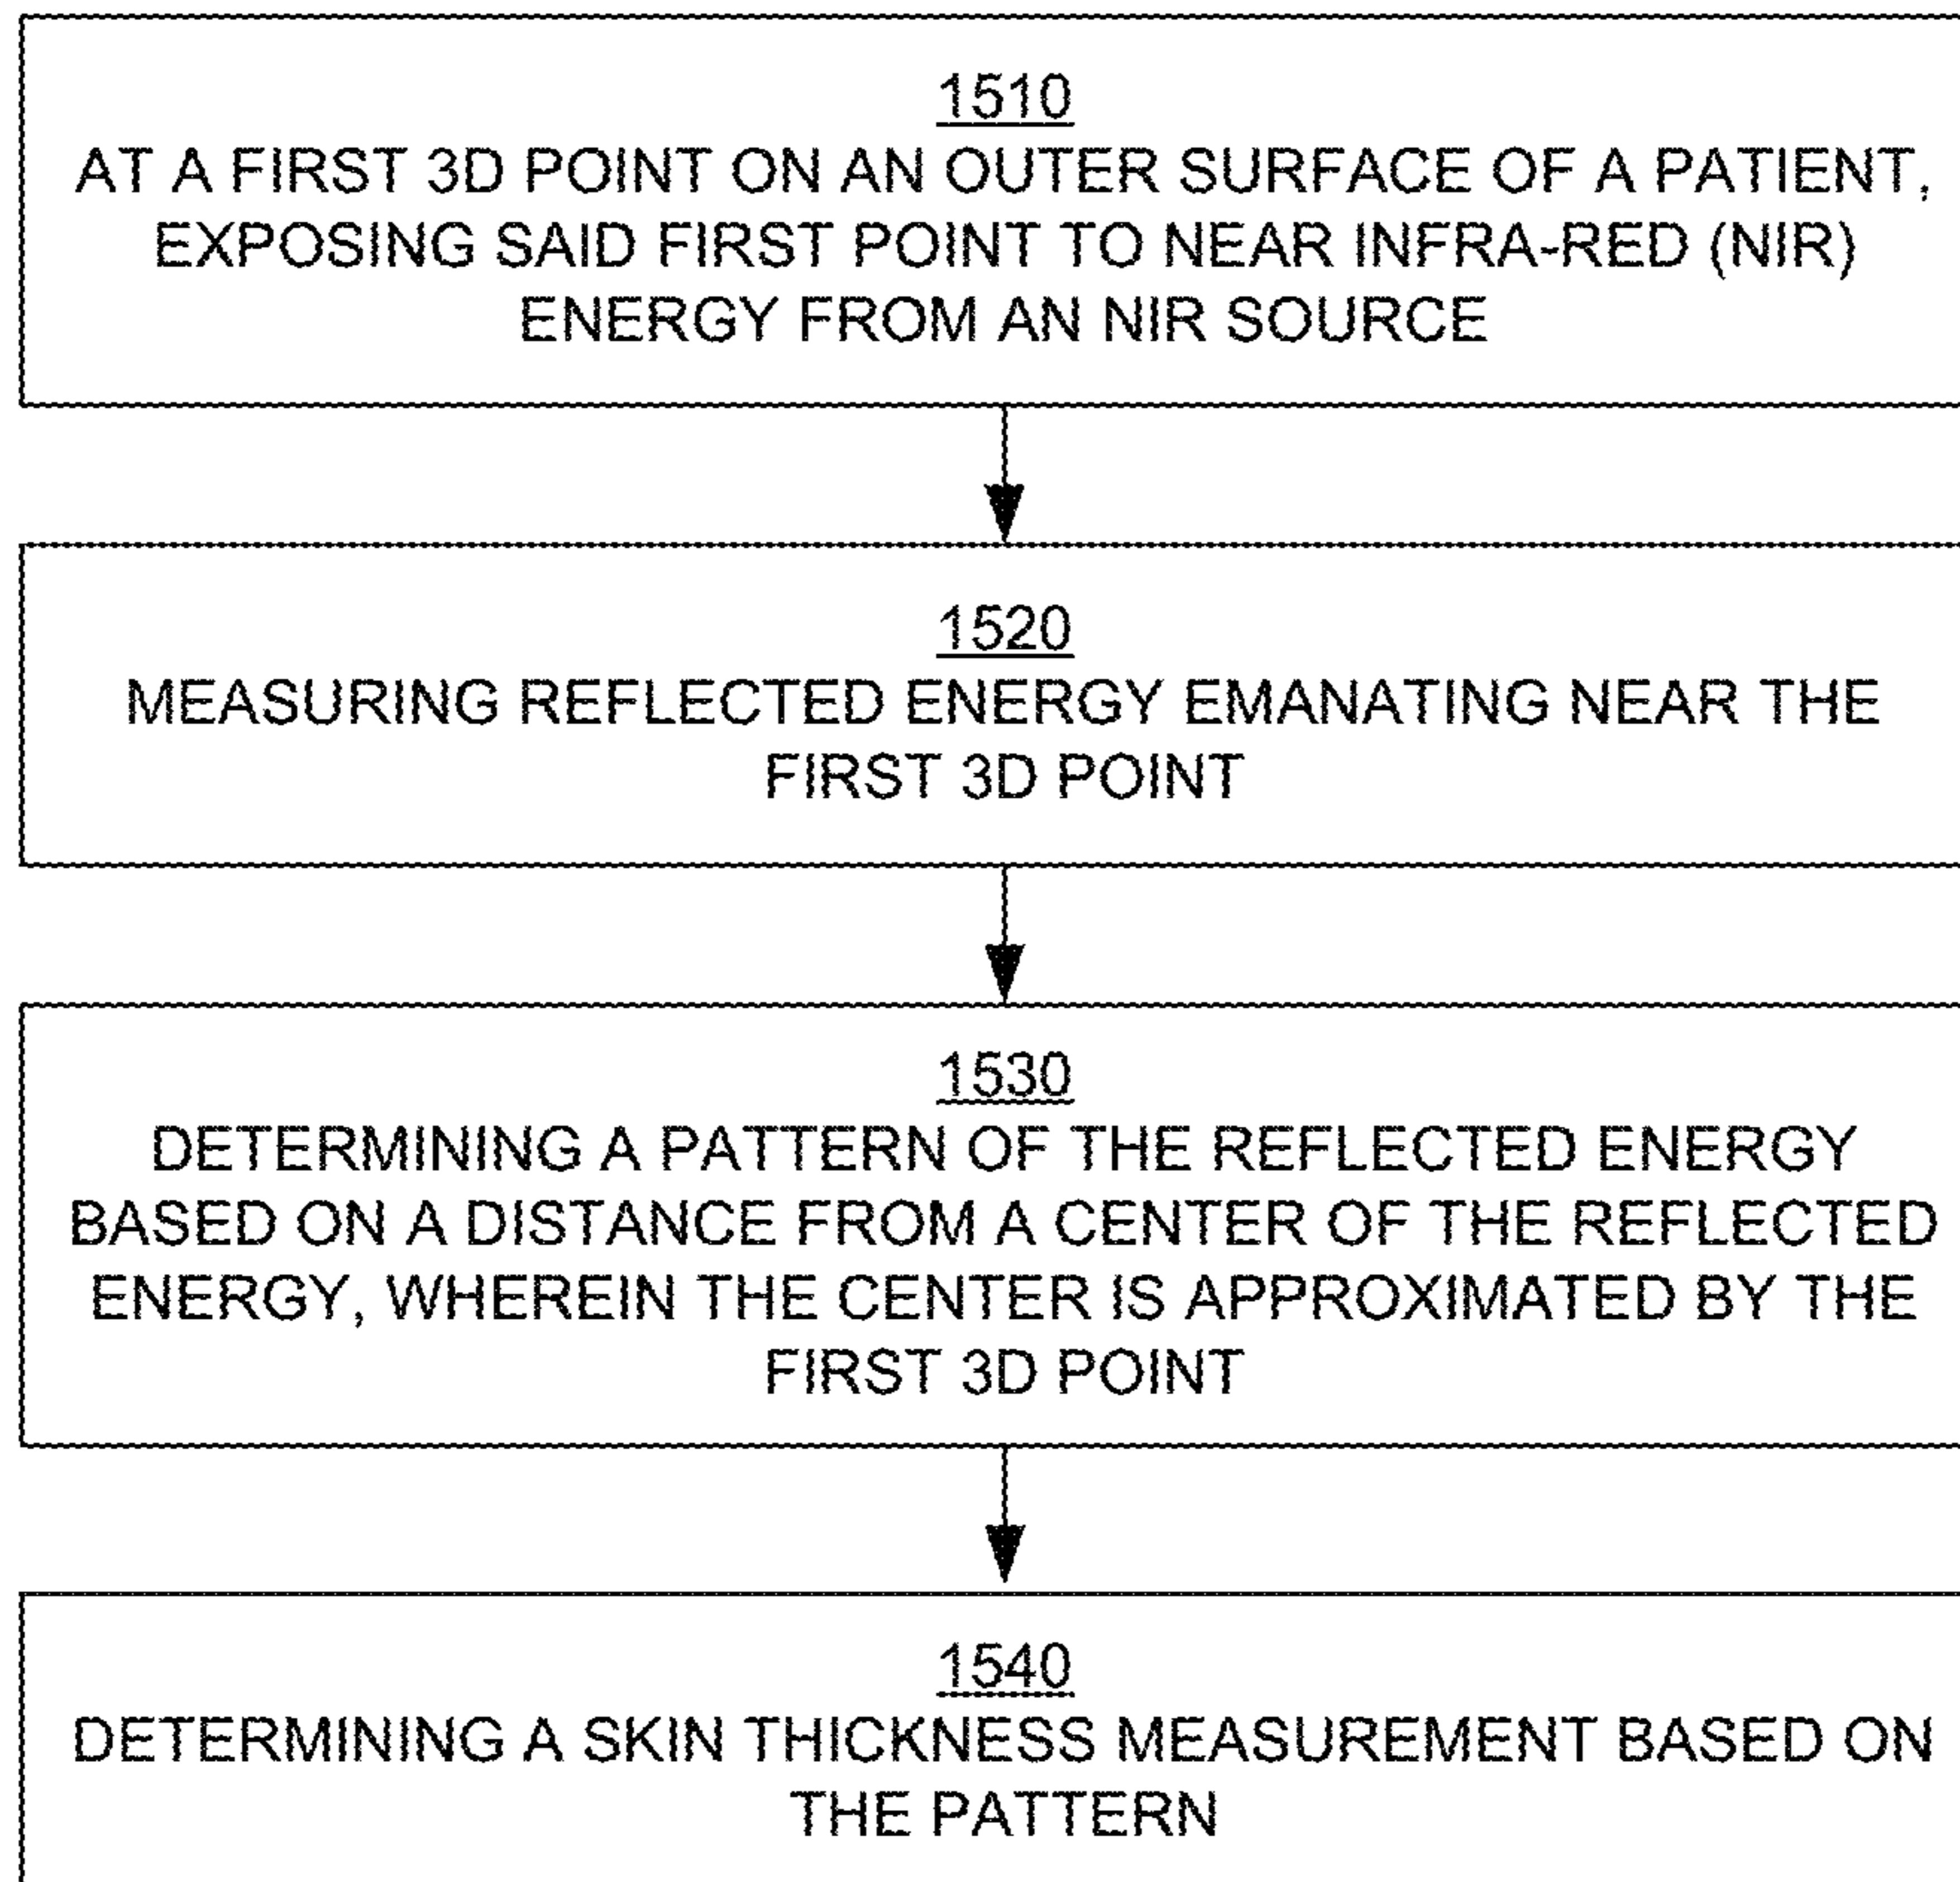 1510
AT A FIRST 3D POINT ON AN OUTER SURFACE OF A PATIENT,
EXPOSING SAID FIRST POINT TO NEAR INFRA-RED (NIR)
ENERGY FROM AN NIR SOURCE
1520
MEASURING REFLECTED ENERGY EMANATING NEAR THE
FIRST 3D POINT
1530
DETERMINING A PATTERN OF THE REFLECTED ENERGY
BASED ON A DISTANCE FROM A CENTER OF THE REFLECTED
ENERGY, WHEREIN THE CENTER IS APPROXIMATED BY THE
FIRST 3D POINT
1540
DETERMINING A SKIN THICKNESS MEASUREMENT BASED ON
THE PATTERN